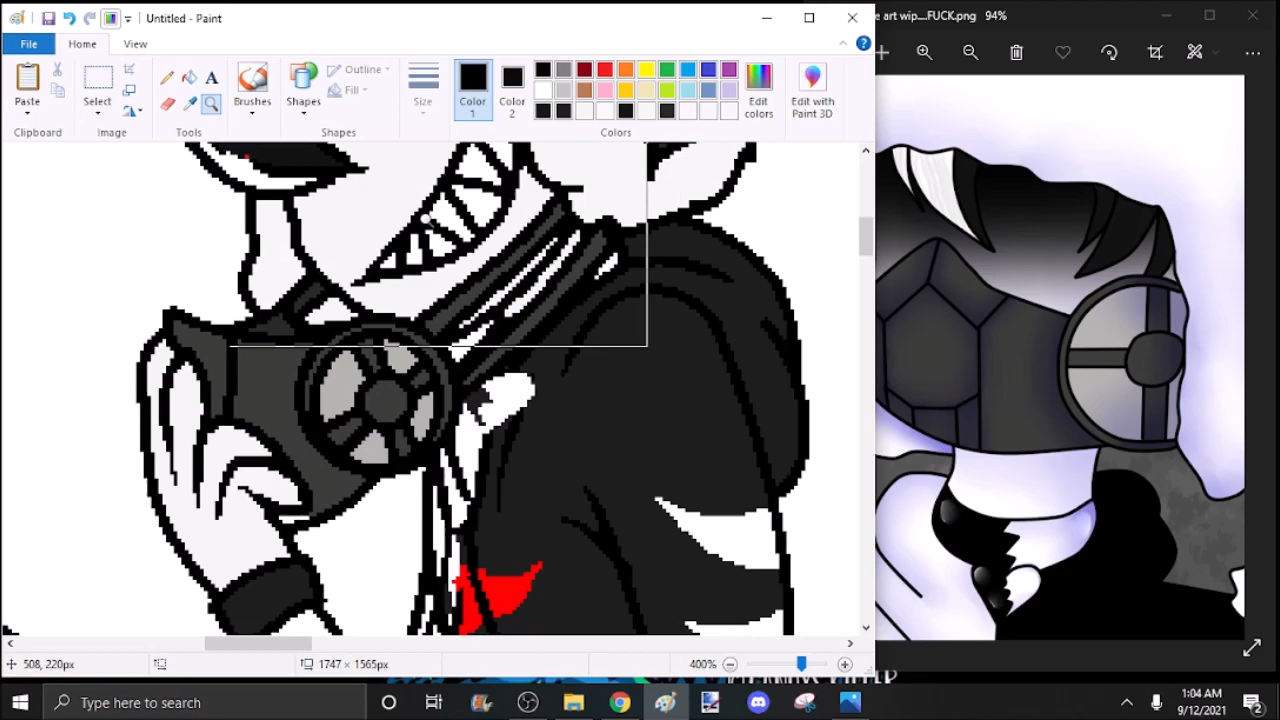 Untitled - Paint
e art wip....FUCK.png 94%
File
Home
View
Paste
Select
A
Brushes
Shapes
Outline
Fill
Size
Color 1
Color 2
Edit colors
Edit with Paint 3D
Clipboard
Image
Tools
Shapes
Colors
508, 220px
1747 × 1565px
400%
Type here to search
1:04 AM
9/12/2021
2